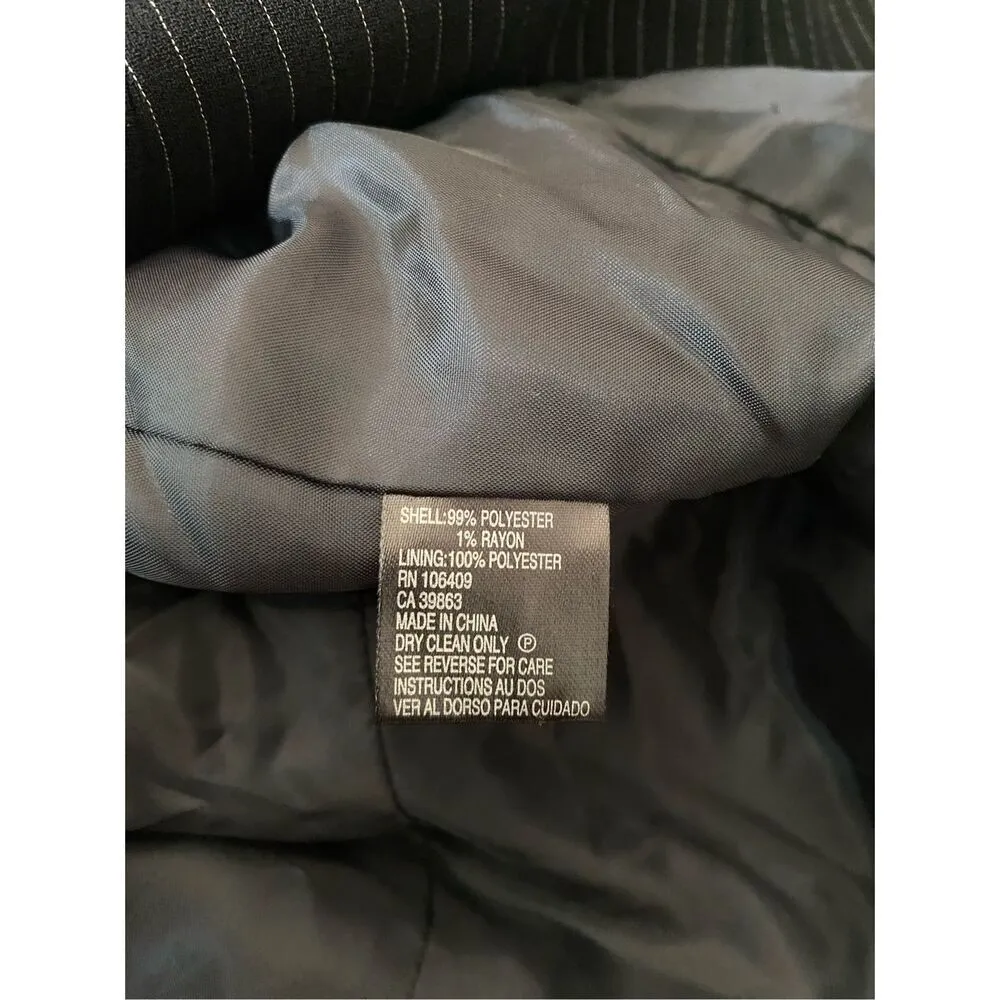 SHELL:99% POLYESTER
1% RAYON
LINING:100% POLYESTER
RN 106409
CA 39863
MADE IN CHINA
DRY CLEAN ONLY Ⓟ
SEE REVERSE FOR CARE
INSTRUCTIONS AU DOS
VER AL DORSO PARA CUIDADO